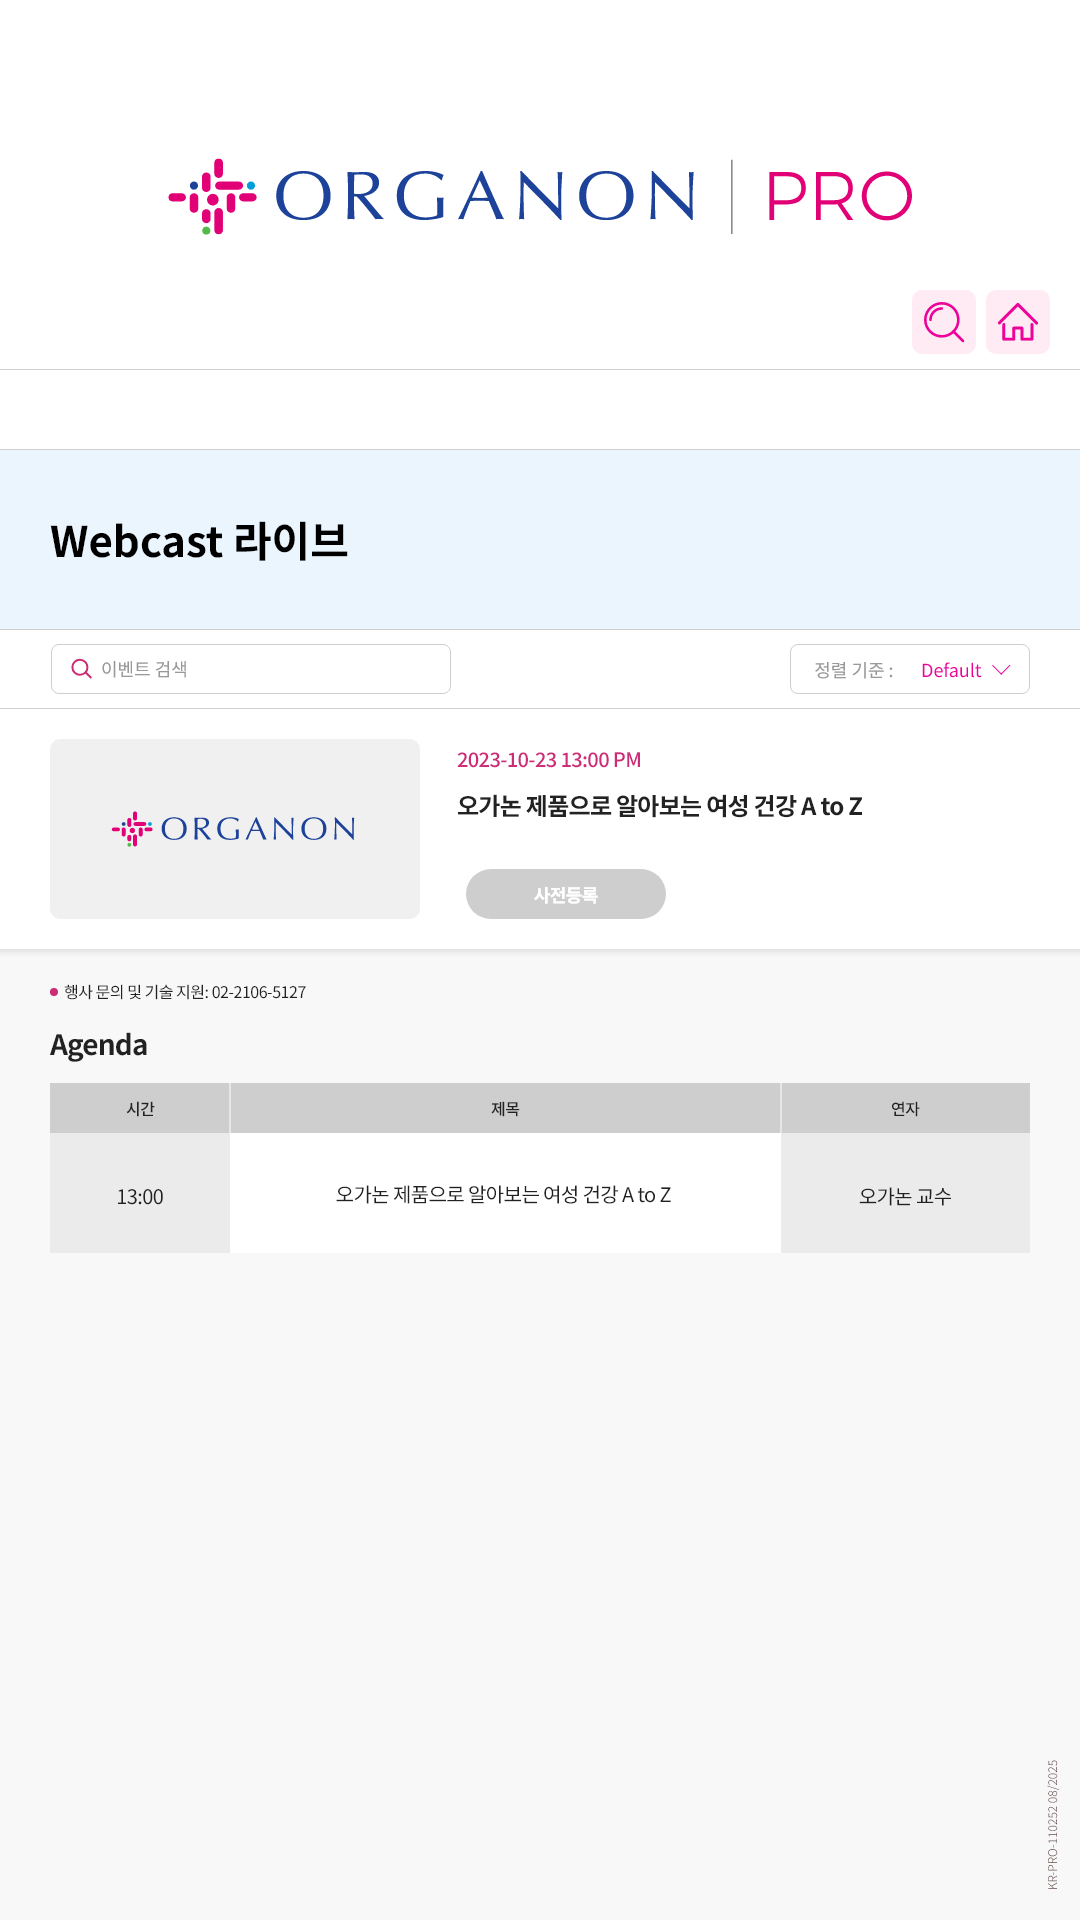 ORGANON PRO
Webcast 라이브
이벤트 검색
정렬 기준 : Default
ORGANON
2023-10-23 13:00 PM
오가논 제품으로 알아보는 여성 건강 A to Z
사전등록
행사 문의 및 기술 지원: 02-2106-5127
Agenda
시간 제목 연자
13:00 오가논 제품으로 알아보는 여성 건강 A to Z 오가논 교수
KR-PRO-110252 08/2025